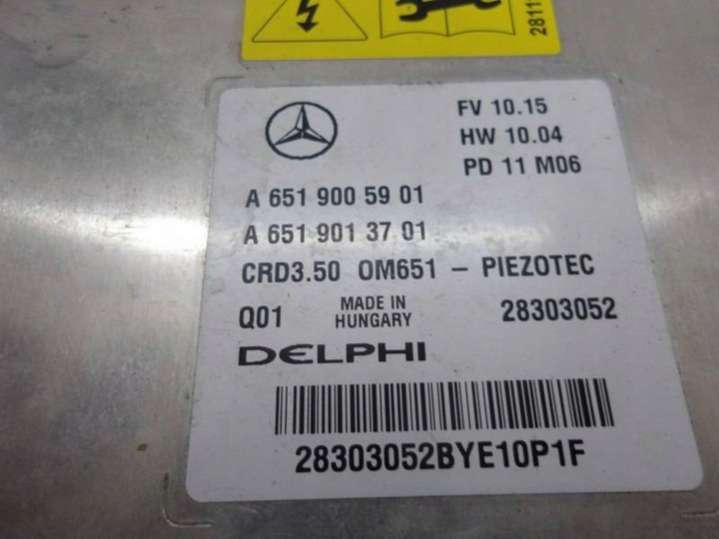 2811
FV 10.15
HW 10.04
PD 11 M06
A 651 900 59 01
A 651 901 37 01
CRD3.50 OM651 – PIEZOTEC
Q01 MADE IN HUNGARY 28303052
DELPHI
28303052BYE10P1F